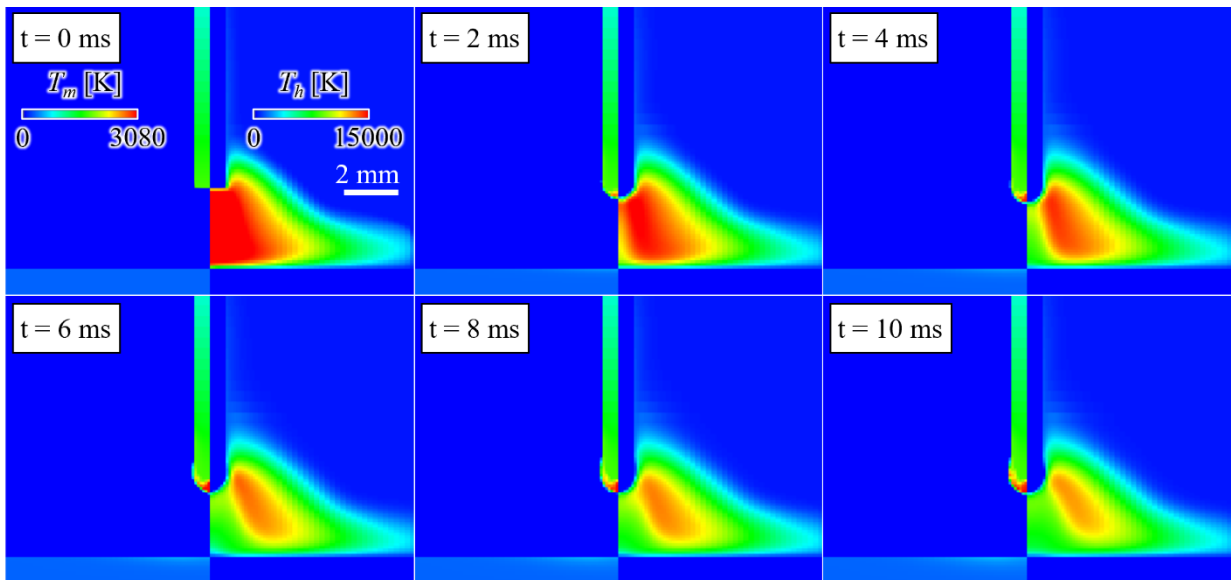 t = 0 ms
T_m [K]
0 3080
T_h [K]
0 15000
2 mm
t = 2 ms
t = 4 ms
t = 6 ms
t = 8 ms
t = 10 ms